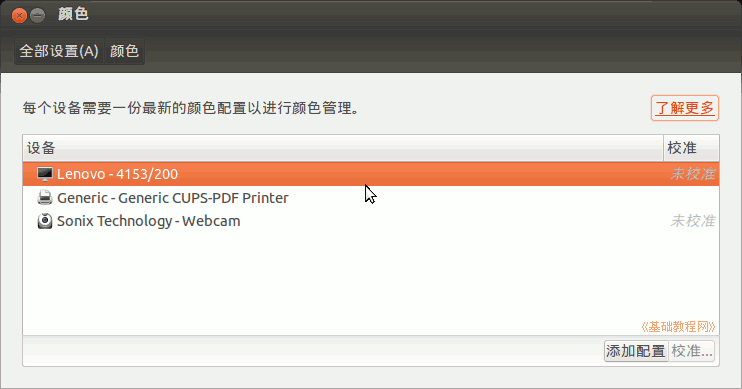 颜色
全部设置(A) 颜色
每个设备需要一份最新的颜色配置以进行颜色管理。 了解更多
设备 校准
Lenovo - 4153/200 未校准
Generic - Generic CUPS-PDF Printer
Sonix Technology - Webcam 未校准
《基础教程网》
添加配置 校准...